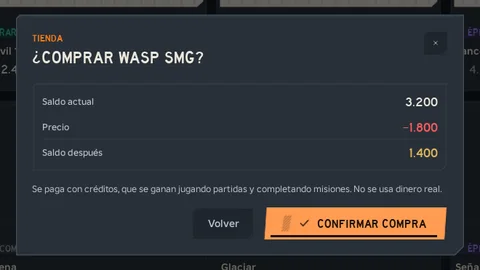 TIENDA
¿COMPRAR WASP SMG?
×
Saldo actual 3.200
Precio −1.800
Saldo después 1.400
Se paga con créditos, que se ganan jugando partidas y completando misiones. No se usa dinero real.
Volver ✓ CONFIRMAR COMPRA
Glaciar